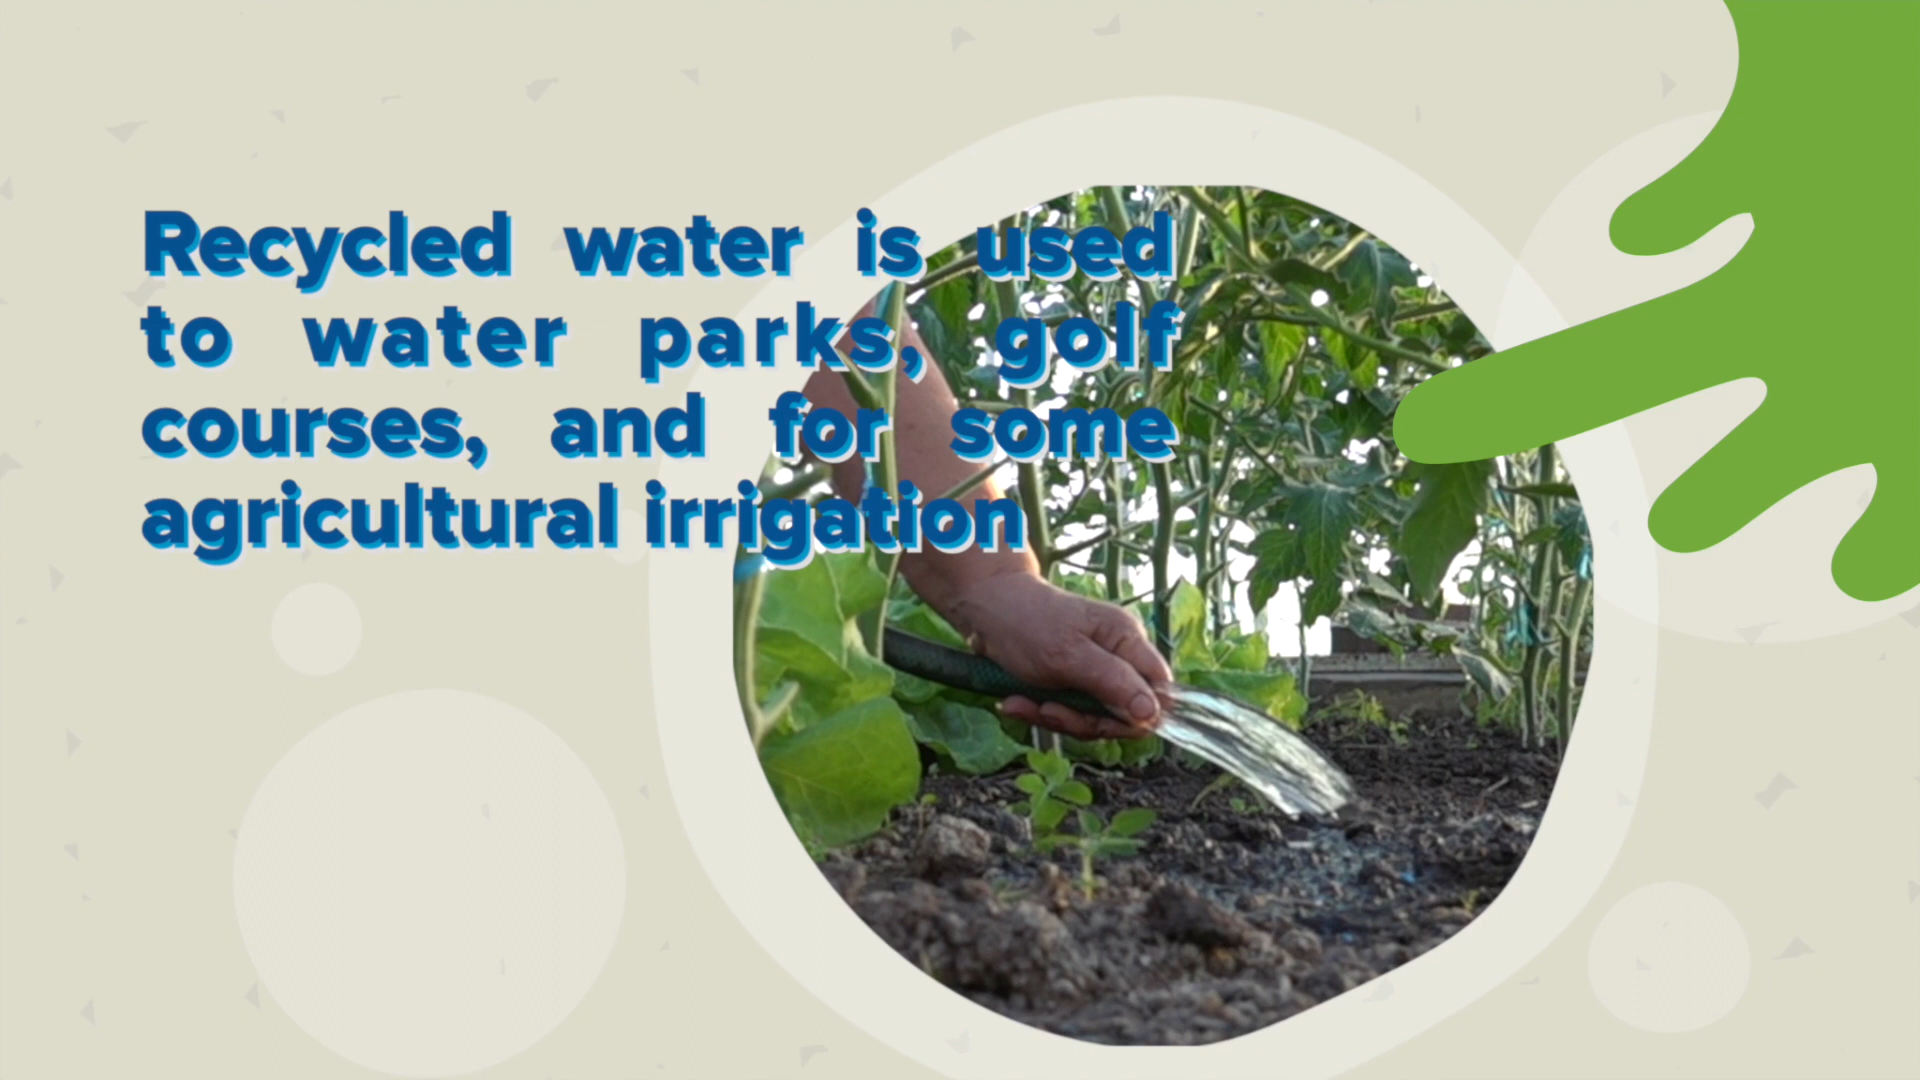 Recycled water is used
to water parks, golf
courses, and for some
agricultural irrigation